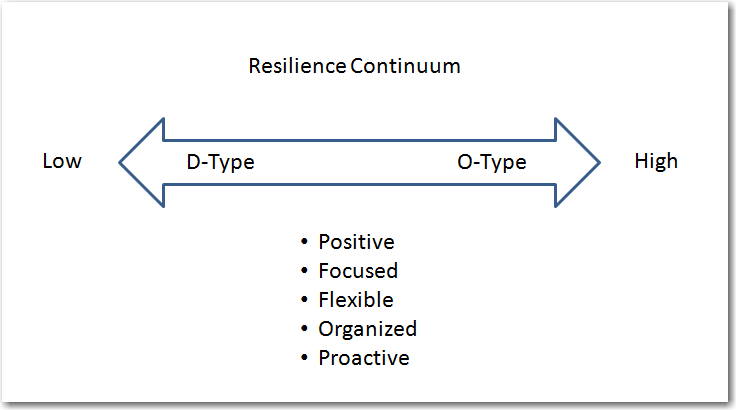 Resilience Continuum
Low D-Type O-Type High
• Positive
• Focused
• Flexible
• Organized
• Proactive